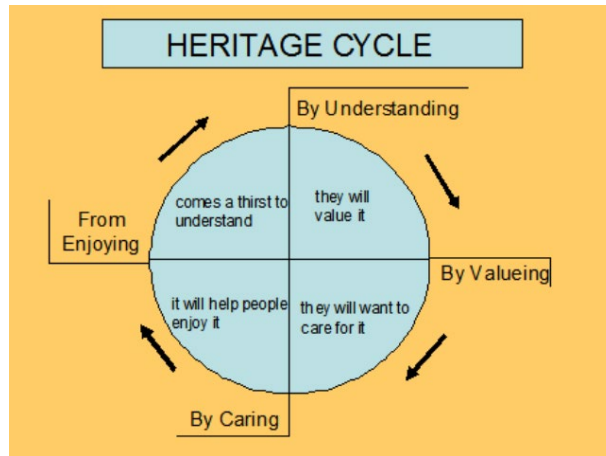 HERITAGE CYCLE
By Understanding
they will
value it
By Valueing
they will want to
care for it
By Caring
it will help people
enjoy it
From
Enjoying
comes a thirst to
understand